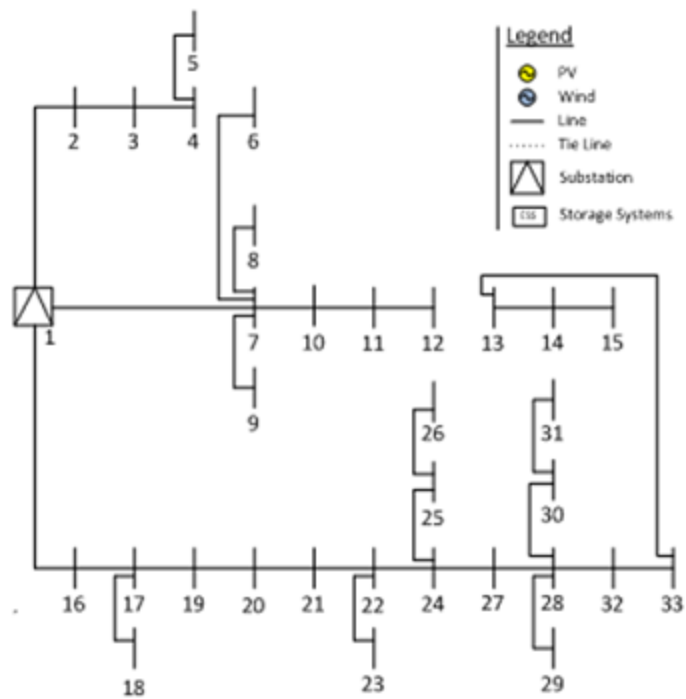 Legend
PV
Wind
Line
Tie Line
Substation
CSS Storage Systems
5
2 3 4 6
8
1 7 10 11 12 13 14 15
9
26 31
25 30
16 17 19 20 21 22 24 27 28 32 33
18 23 29